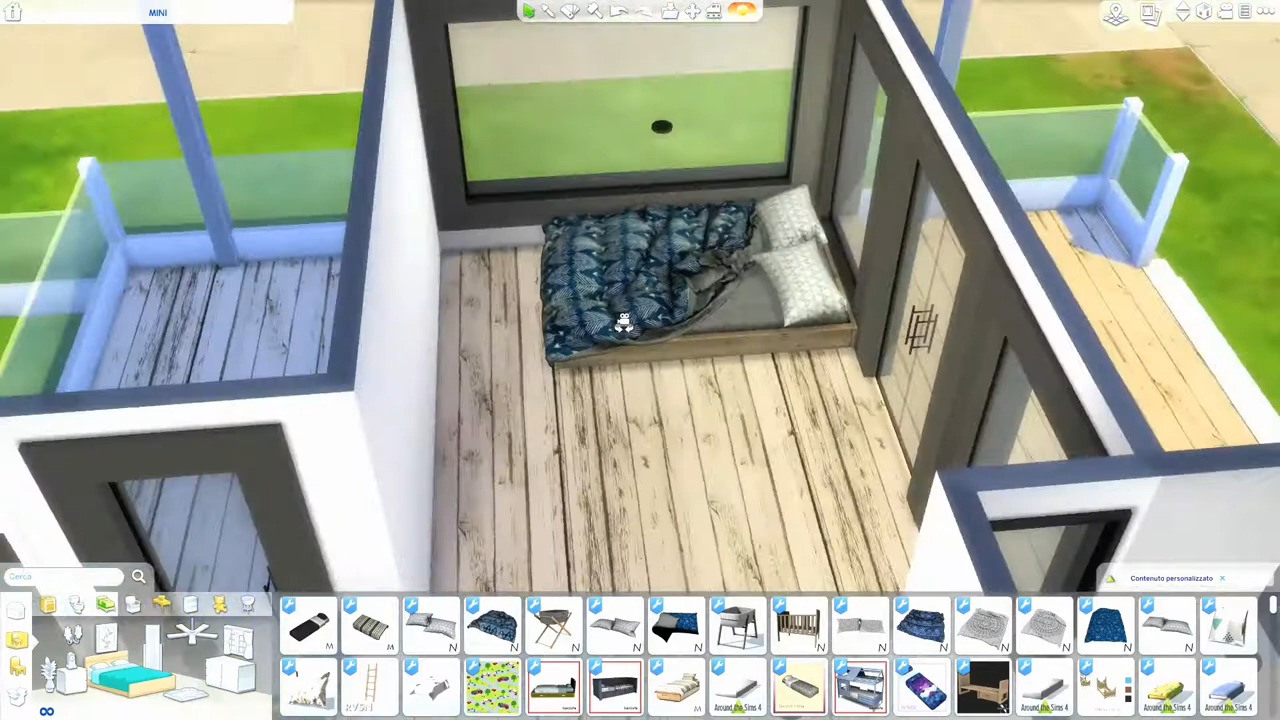 MINI
Cerca
Contenuto personalizzato
M
M
N
N
N
N
N
N
N
N
N
N
RVSN
M
Around the Sims 4
Around the Sims 4
Around the Sims 4
Around the Sims 4